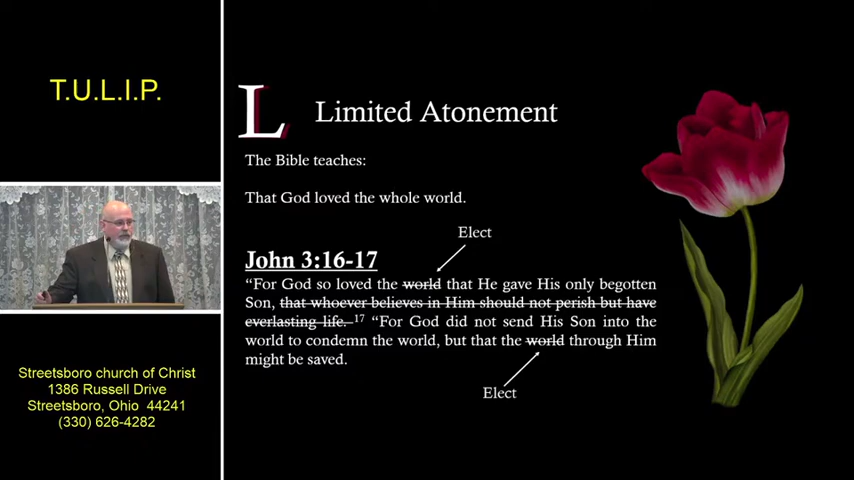 T.U.L.I.P.
L Limited Atonement
The Bible teaches:
That God loved the whole world.
Elect
John 3:16-17
“For God so loved the world that He gave His only begotten
Son, that whoever believes in Him should not perish but have
everlasting life. 17 “For God did not send His Son into the
world to condemn the world, but that the world through Him
might be saved.
Elect
Streetsboro church of Christ
1386 Russell Drive
Streetsboro, Ohio 44241
(330) 626-4282